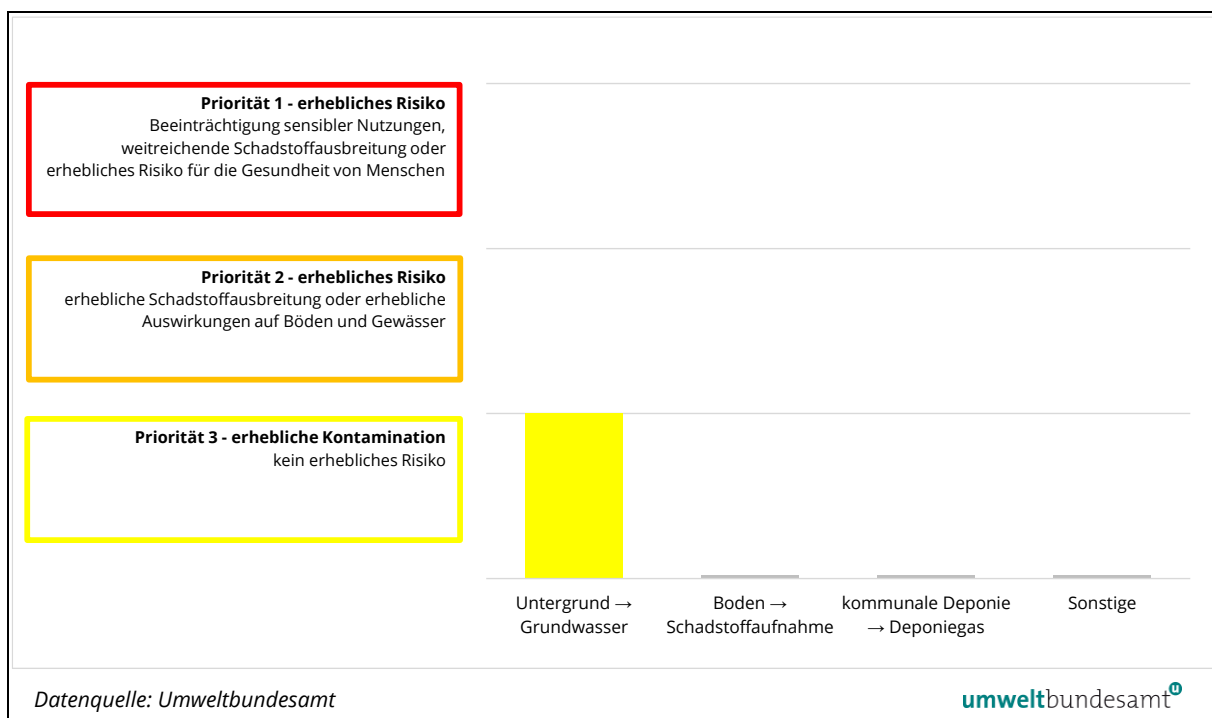 Priorität 1 - erhebliches Risiko
Beeinträchtigung sensibler Nutzungen,
weitreichende Schadstoffausbreitung oder
erhebliches Risiko für die Gesundheit von Menschen
Priorität 2 - erhebliches Risiko
erhebliche Schadstoffausbreitung oder erhebliche
Auswirkungen auf Böden und Gewässer
Priorität 3 - erhebliche Kontamination
kein erhebliches Risiko
Untergrund →
Grundwasser
Boden →
Schadstoffaufnahme
kommunale Deponie
→ Deponiegas
Sonstige
Datenquelle: Umweltbundesamt
umweltbundesamt u